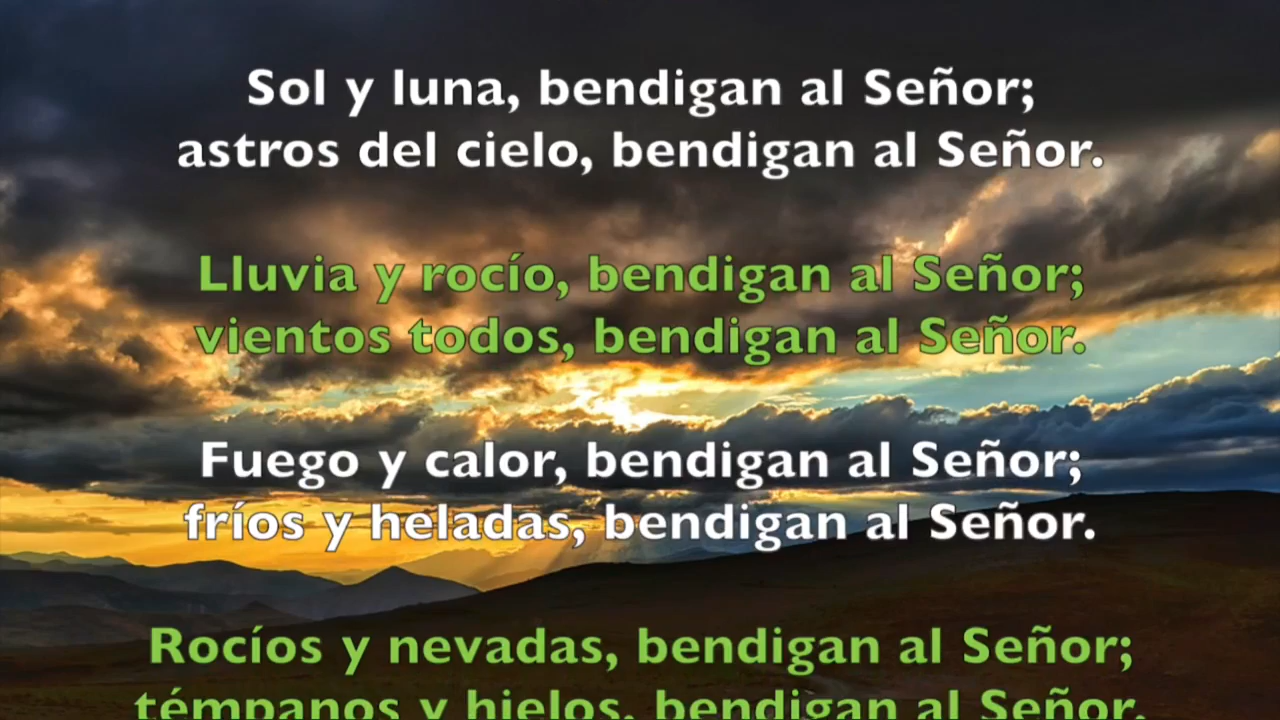 Sol y luna, bendigan al Señor;
astros del cielo, bendigan al Señor.
Lluvia y rocío, bendigan al Señor;
vientos todos, bendigan al Señor.
Fuego y calor, bendigan al Señor;
fríos y heladas, bendigan al Señor.
Rocíos y nevadas, bendigan al Señor;
témpanos y hielos, bendigan al Señor.